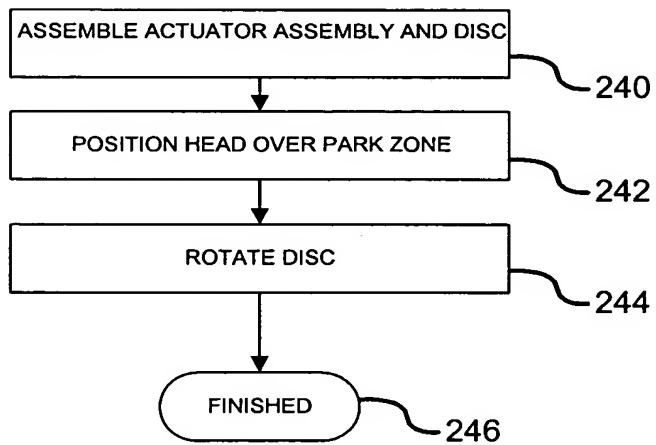 ASSEMBLE ACTUATOR ASSEMBLY AND DISC
240
POSITION HEAD OVER PARK ZONE
242
ROTATE DISC
244
FINISHED
246